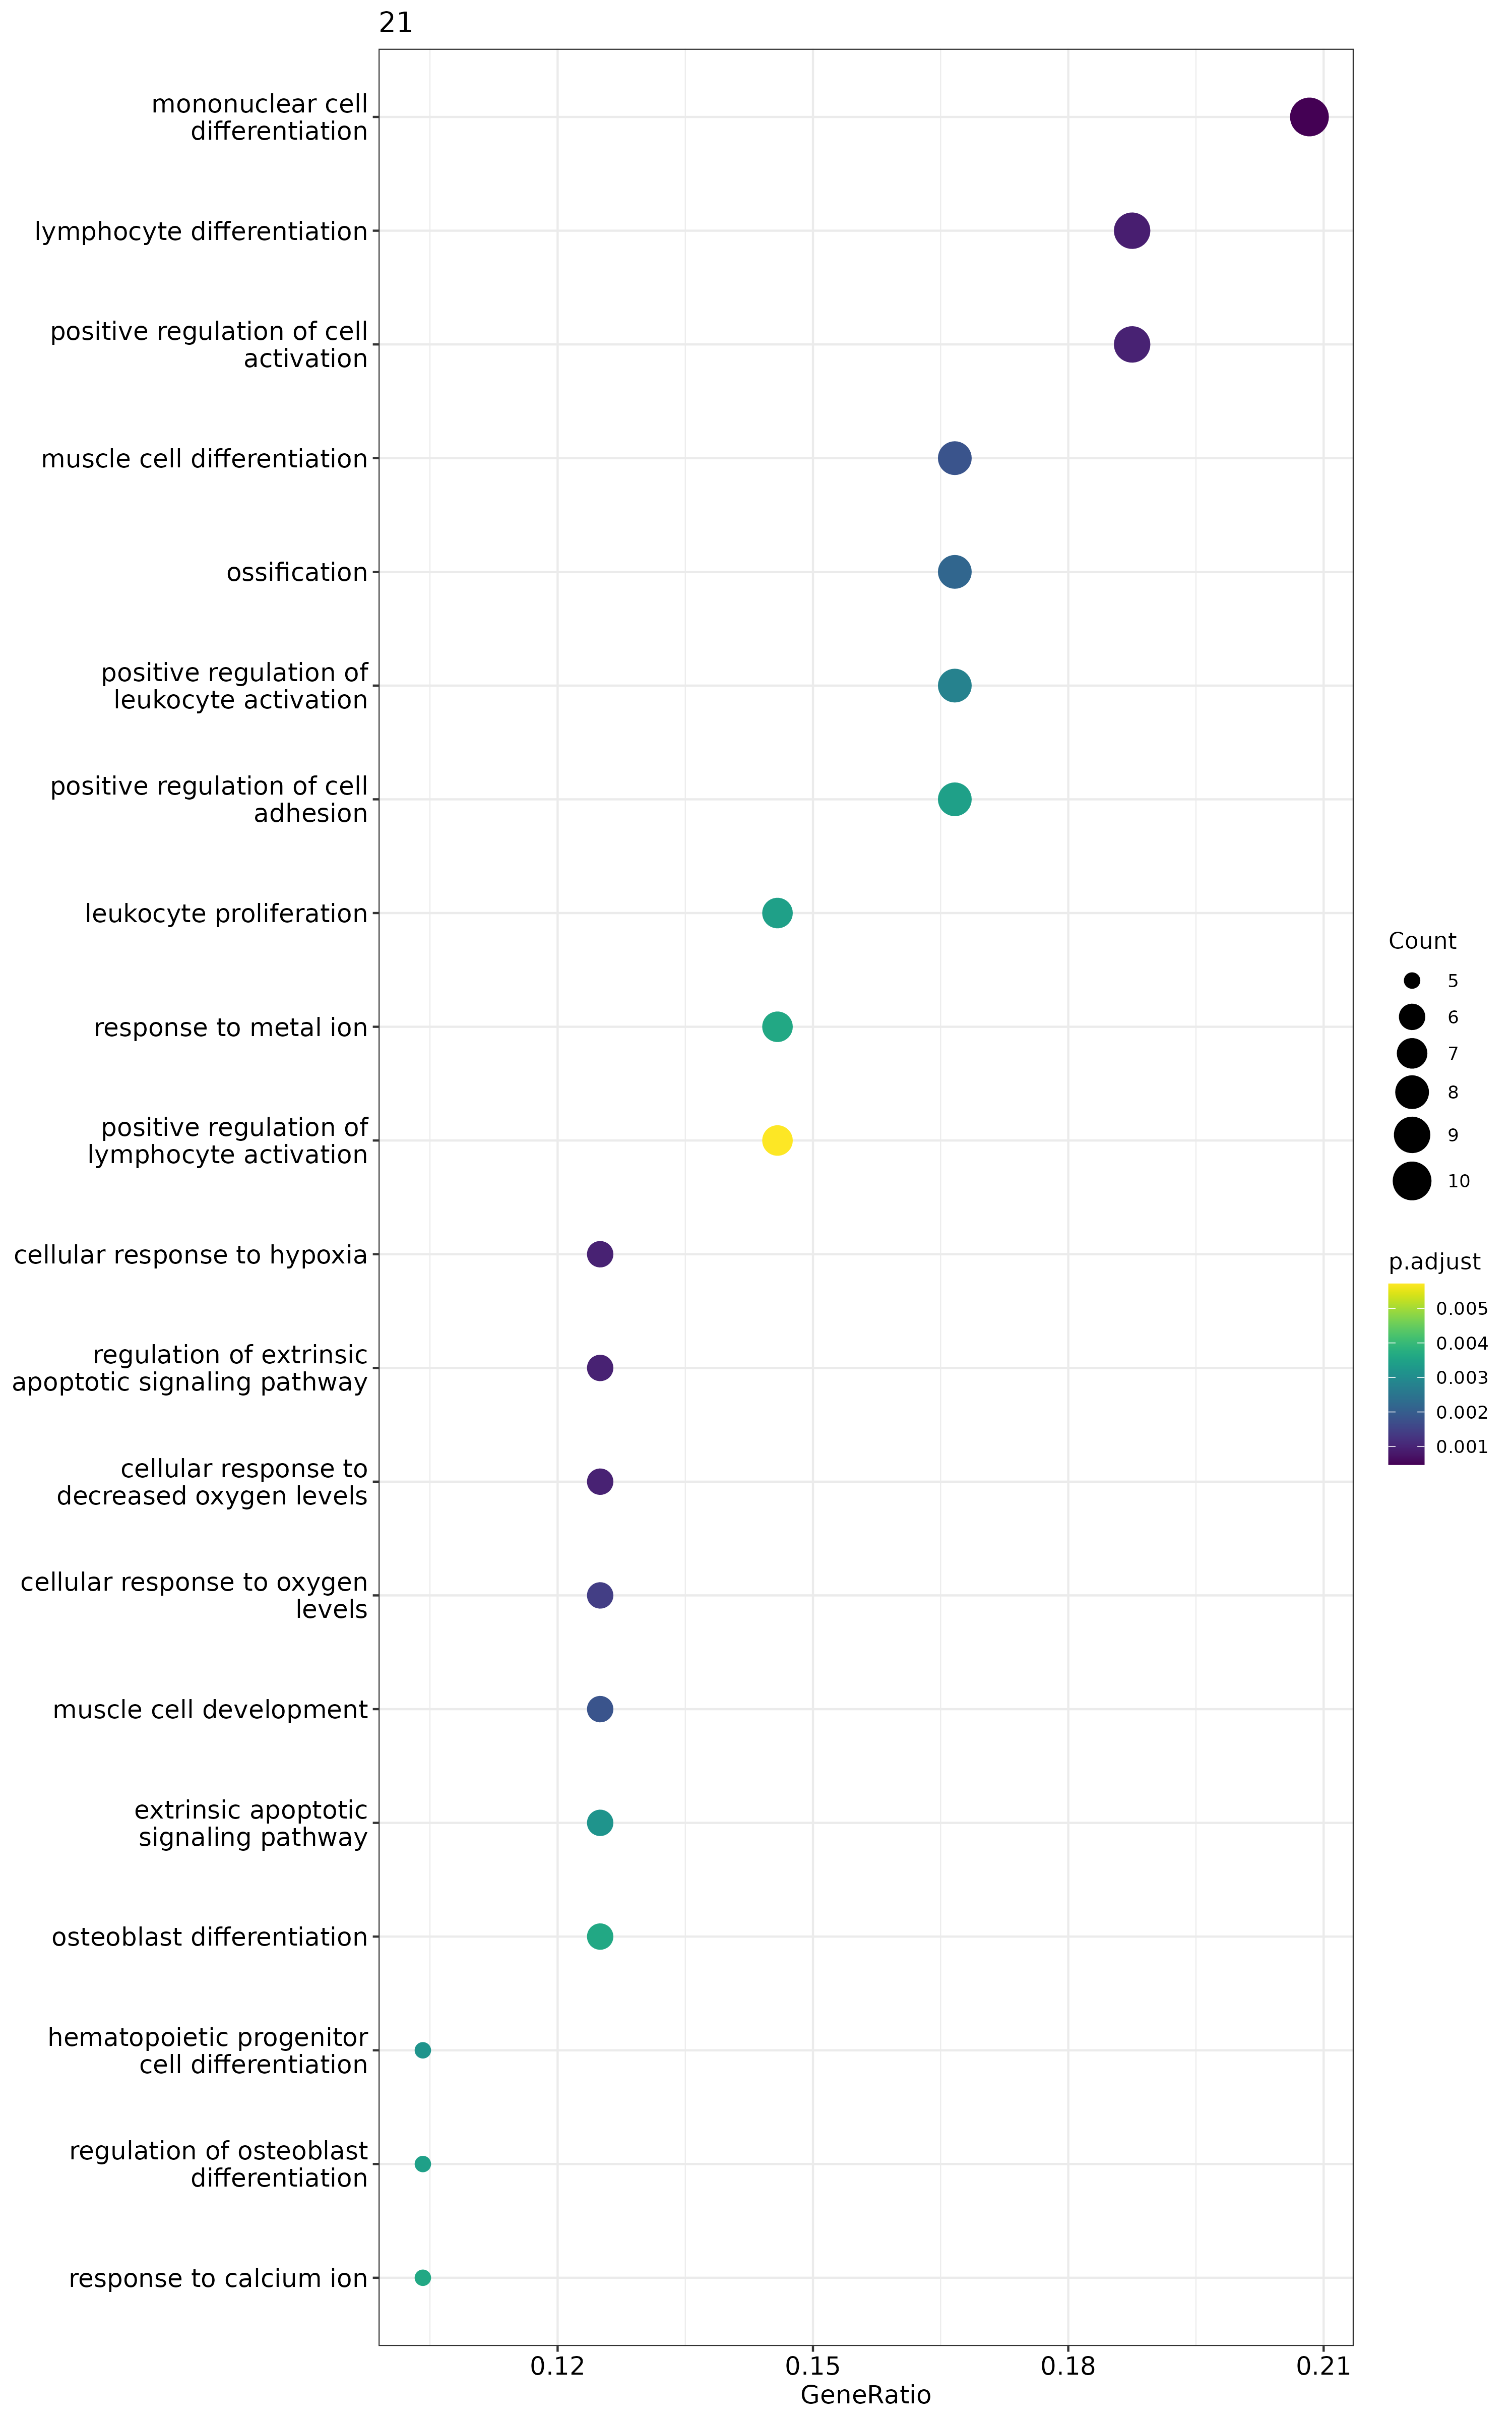 21
mononuclear cell
differentiation
lymphocyte differentiation
positive regulation of cell
activation
muscle cell differentiation
ossification
positive regulation of
leukocyte activation
positive regulation of cell
adhesion
leukocyte proliferation
response to metal ion
positive regulation of
lymphocyte activation
cellular response to hypoxia
regulation of extrinsic
apoptotic signaling pathway
cellular response to
decreased oxygen levels
cellular response to oxygen
levels
muscle cell development
extrinsic apoptotic
signaling pathway
osteoblast differentiation
hematopoietic progenitor
cell differentiation
regulation of osteoblast
differentiation
response to calcium ion
0.12 0.15 0.18 0.21
GeneRatio
Count
5
6
7
8
9
10
p.adjust
0.005
0.004
0.003
0.002
0.001